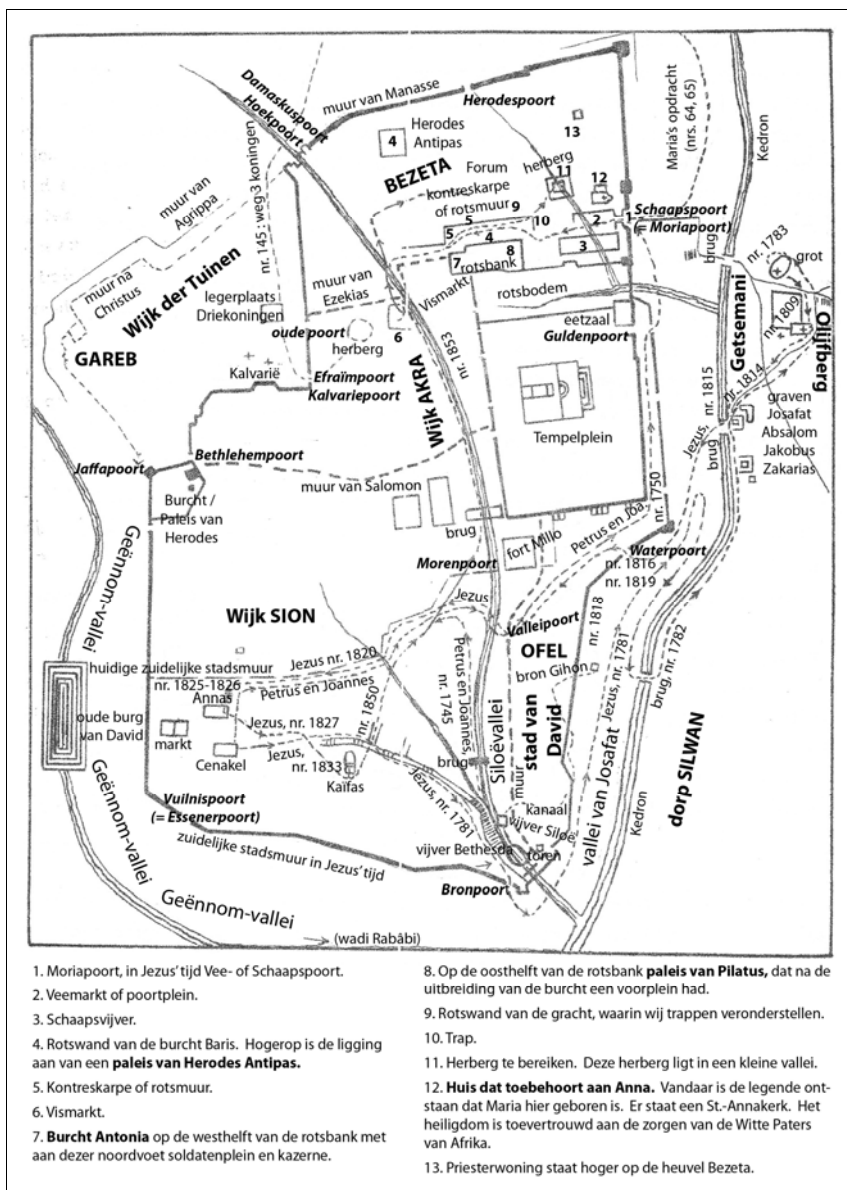 Damaskuspoort
Hoekpoort
muur van Manasse
Herodespoort
4
Herodes
Antipas
13
Maria's opdracht
(nrs. 64, 65)
Kedron
BEZETA
Forum
herberg
11
12
kontreskarpe
of rotsmuur
9
10
5
5
4
2
1
Schaapspoort
(= Moriapoort)
3
7
8
rotsbank
muur van
Agrippa
nr. 145 : weg 3 koningen
muur na
Christus
Wijk der Tuinen
GAREB
legerplaats
Driekoningen
muur van
Ezekias
Vismarkt
rotsbodem
brug
nr. 1783
grot
nr. 1809
Olijfberg
Getsemani
oude poort
herberg
6
eetzaal
Guldenpoort
nr. 1853
Kalvarië
Efraïmpoort
Kalvariepoort
Wijk AKRA
Tempelplein
nr. 1814
Jezus, nr. 1815
brug
graven
Josafat
Absalom
Jakobus
Zakarias
Jaffapoort
Bethlehempoort
Burcht /
Paleis van
Herodes
muur van Salomon
brug
fort Millo
Petrus en Joa.
nr. 1750
Morenpoort
Waterpoort
nr. 1816
nr. 1819
Geënnom-vallei
Wijk SION
Jezus
Valleipoort
OFEL
nr. 1818
bron Gihon
Jezus, nr. 1781
brug, nr. 1782
huidige zuidelijke stadsmuur
Jezus nr. 1820
nr. 1825-1826
Petrus en Joannes
Annas
nr. 1850
Petrus en Joannes,
nr. 1745
oude burg
van David
markt
Jezus, nr. 1827
Cenakel
Jezus,
nr. 1833
Kaïfas
brug
Siloëvallei
stad van
David
muur
vallei van Josafat
dorp SILWAN
Kedron
Jezus, nr. 1781
kanaal
vijver Siloë
Geënnom-vallei
Vuilnispoort
(= Essenerpoort)
zuidelijke stadsmuur in Jezus' tijd
vijver Bethesda
toren
Bronpoort
Geënnom-vallei
(wadi Rabâbi)
1. Moriapoort, in Jezus' tijd Vee- of Schaapspoort.
2. Veemarkt of poortplein.
3. Schaapsvijver.
4. Rotswand van de burcht Baris. Hogerop is de ligging
aan van een paleis van Herodes Antipas.
5. Kontreskarpe of rotsmuur.
6. Vismarkt.
7. Burcht Antonia op de westhelft van de rotsbank met
aan dezer noordvoet soldatenplein en kazerne.
8. Op de oosthelft van de rotsbank paleis van Pilatus, dat na de
uitbreiding van de burcht een voorplein had.
9. Rotswand van de gracht, waarin wij trappen veronderstellen.
10. Trap.
11. Herberg te bereiken. Deze herberg ligt in een kleine vallei.
12. Huis dat toebehoort aan Anna. Vandaar is de legende ont-
staan dat Maria hier geboren is. Er staat een St.-Annakerk. Het
heiligdom is toevertrouwd aan de zorgen van de Witte Paters
van Afrika.
13. Priesterwoning staat hoger op de heuvel Bezeta.